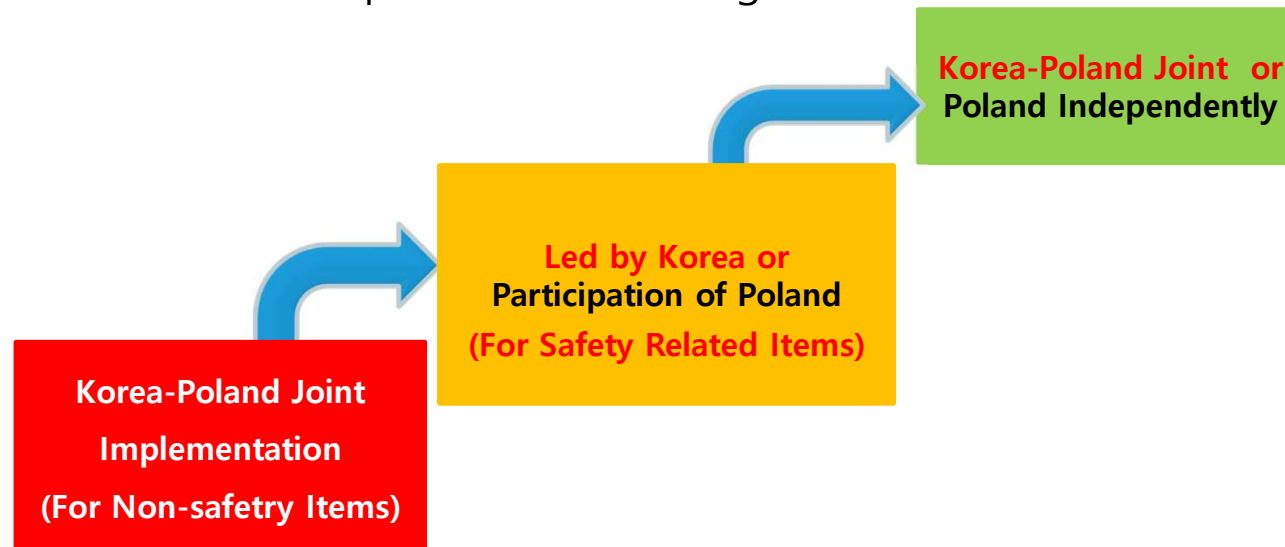 Korea-Poland Joint or
Poland Independently
Led by Korea or
Participation of Poland
(For Safety Related Items)
Korea-Poland Joint
Implementation
(For Non-safetry Items)